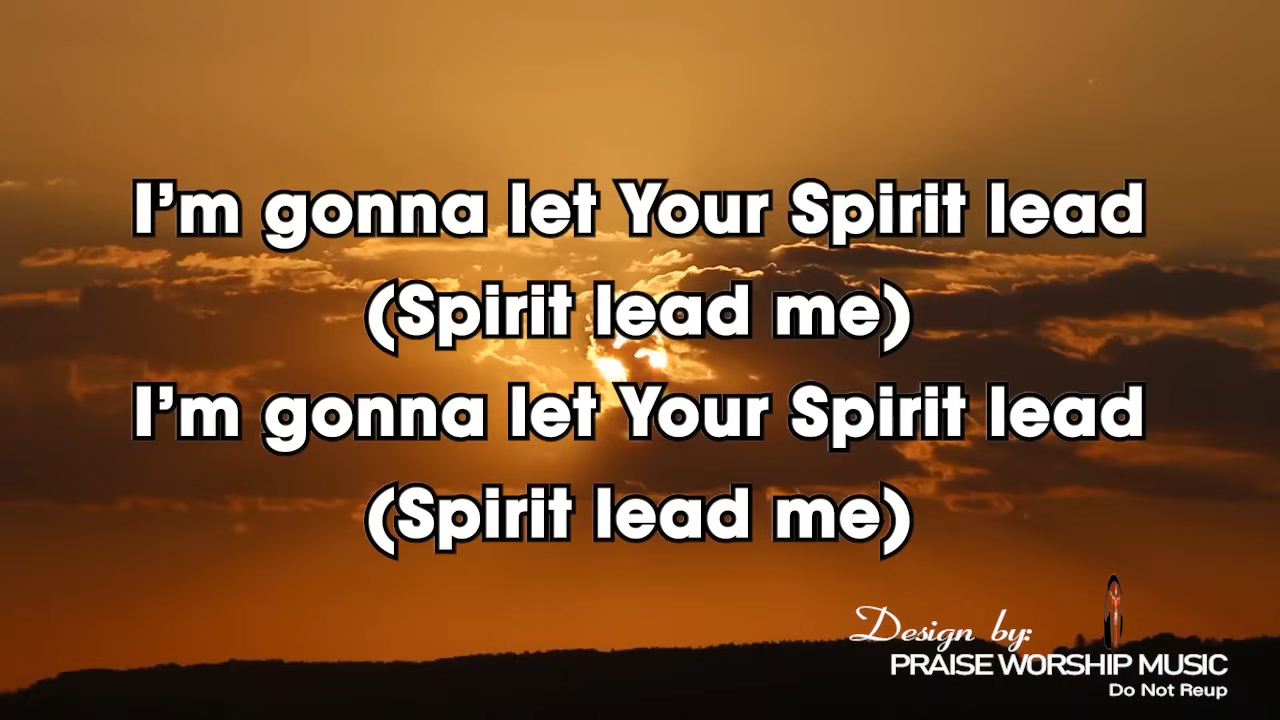 I’m gonna let Your Spirit lead
(Spirit lead me)
I’m gonna let Your Spirit lead
(Spirit lead me)
Design by:
PRAISE WORSHIP MUSIC
Do Not Reup